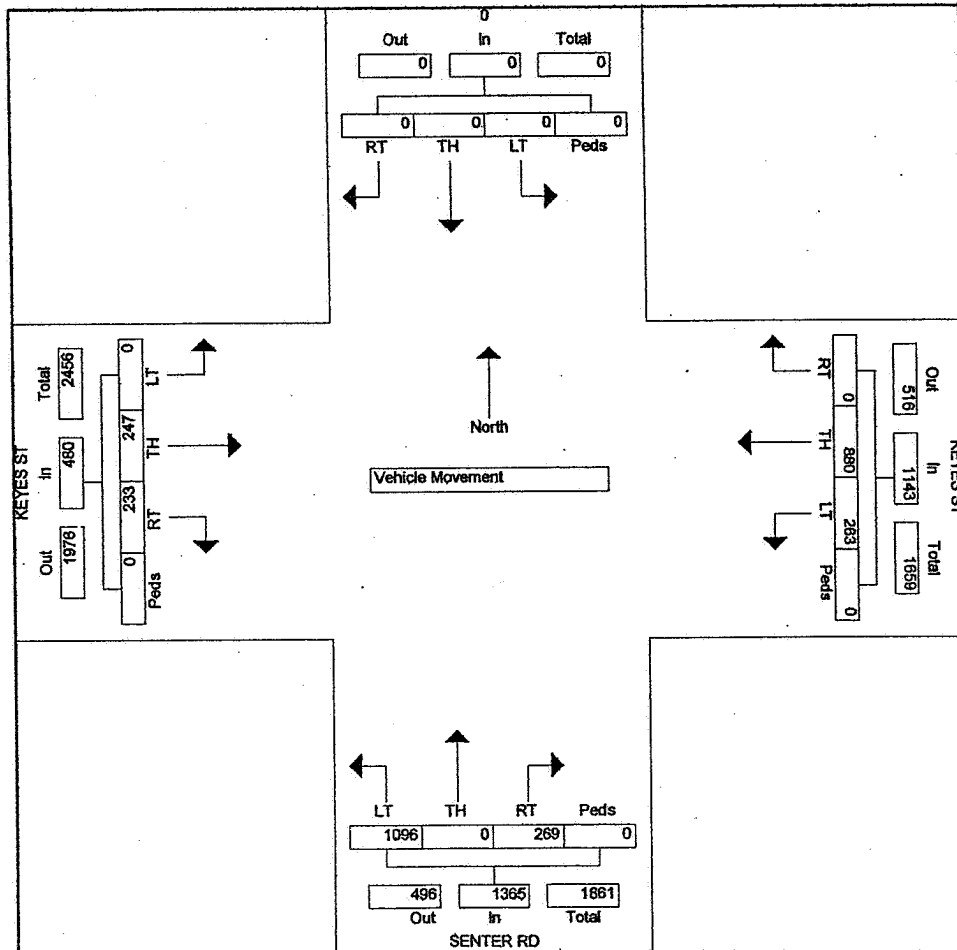 0
Out In Total
0 0 0
0 0 0 0
RT TH LT Peds
KEYES ST
Total In Out
2456 480 1976
0 247 233 0
LT TH RT Peds
North
Vehicle Movement
RT TH LT Peds
0 880 263 0
Out In Total
516 1143 1659
KEYES ST
LT TH RT Peds
1096 0 269 0
496 1365 1861
Out In Total
SENTER RD